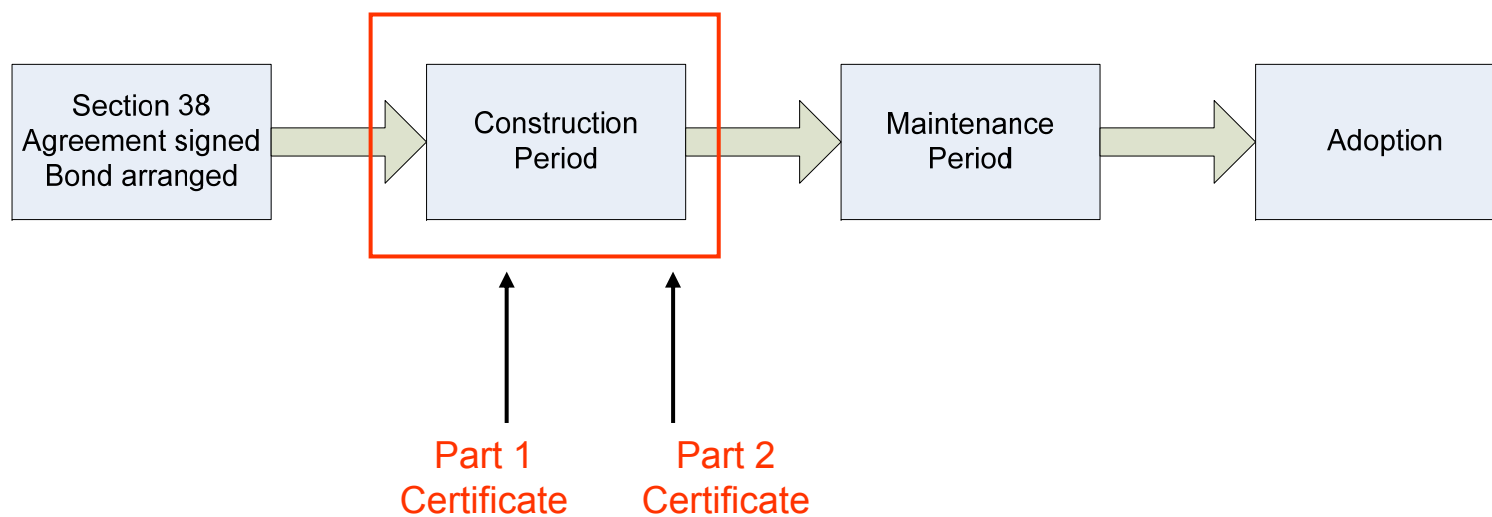 Section 38
Agreement signed
Bond arranged
Construction
Period
Maintenance
Period
Adoption
Part 1
Certificate
Part 2
Certificate